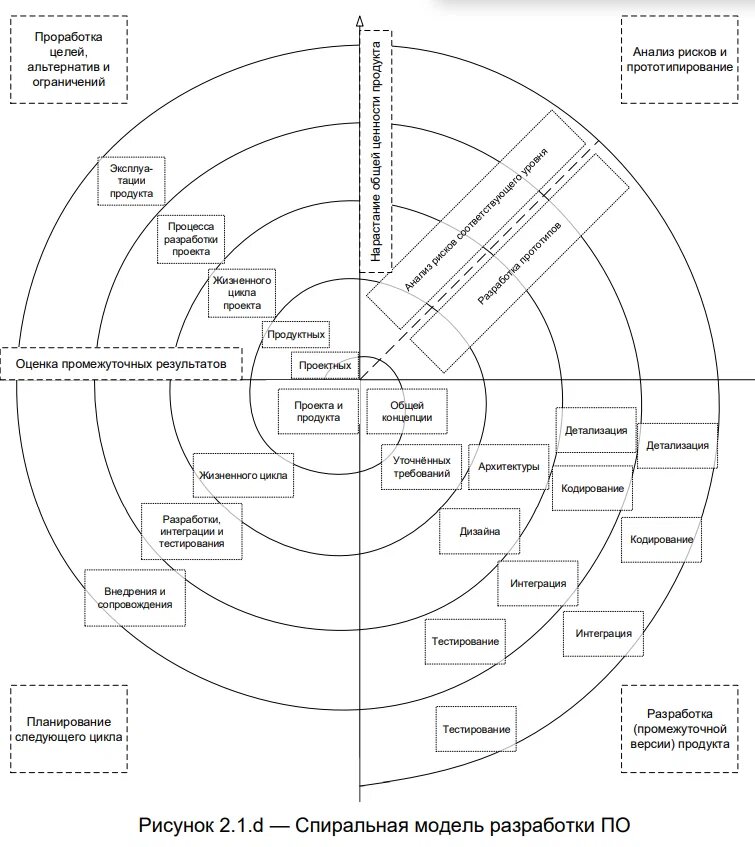 Проработка
целей,
альтернатив и
ограничений
Нарастание общей ценности продукта
Анализ рисков и
прототипирование
Анализ рисков соответствующего уровня
Разработка прототипов
Эксплуа-
тации
продукта
Процесса
разработки
проекта
Жизненного
цикла
проекта
Продуктных
Проектных
Оценка промежуточных результатов
Проекта и
продукта
Общей
концепции
Жизненного цикла
Уточнённых
требований
Архитектуры
Детализация
Детализация
Кодирование
Кодирование
Разработки,
интеграции и
тестирования
Дизайна
Внедрения и
сопровождения
Интеграция
Интеграция
Тестирование
Тестирование
Планирование
следующего цикла
Разработка
(промежуточной
версии) продукта
Рисунок 2.1.d — Спиральная модель разработки ПО